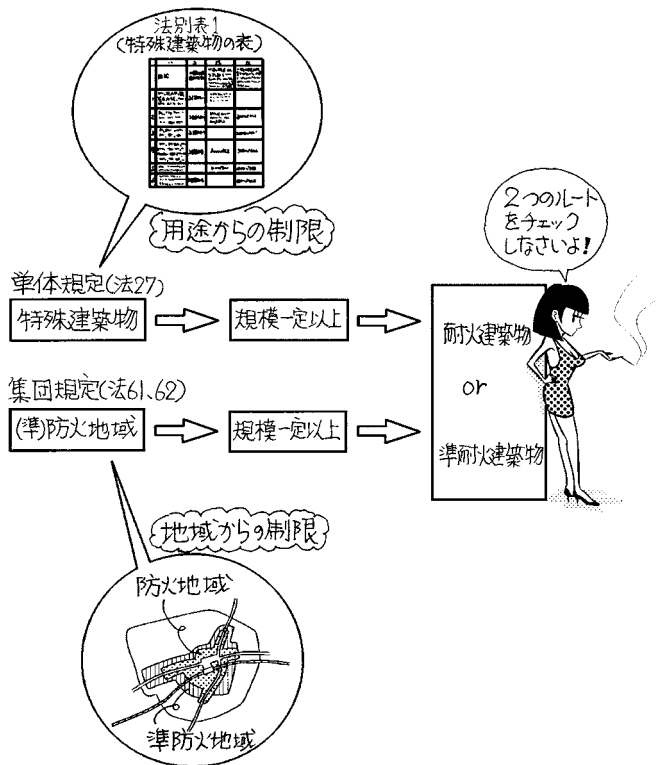 法別表1
(特殊建築物の表)
用途からの制限
2つのルート
をチェック
しなさいよ!
単体規定(法27)
特殊建築物
規模一定以上
耐火建築物
or
準耐火建築物
集団規定(法61、62)
(準)防火地域
規模一定以上
地域からの制限
防火地域
準防火地域